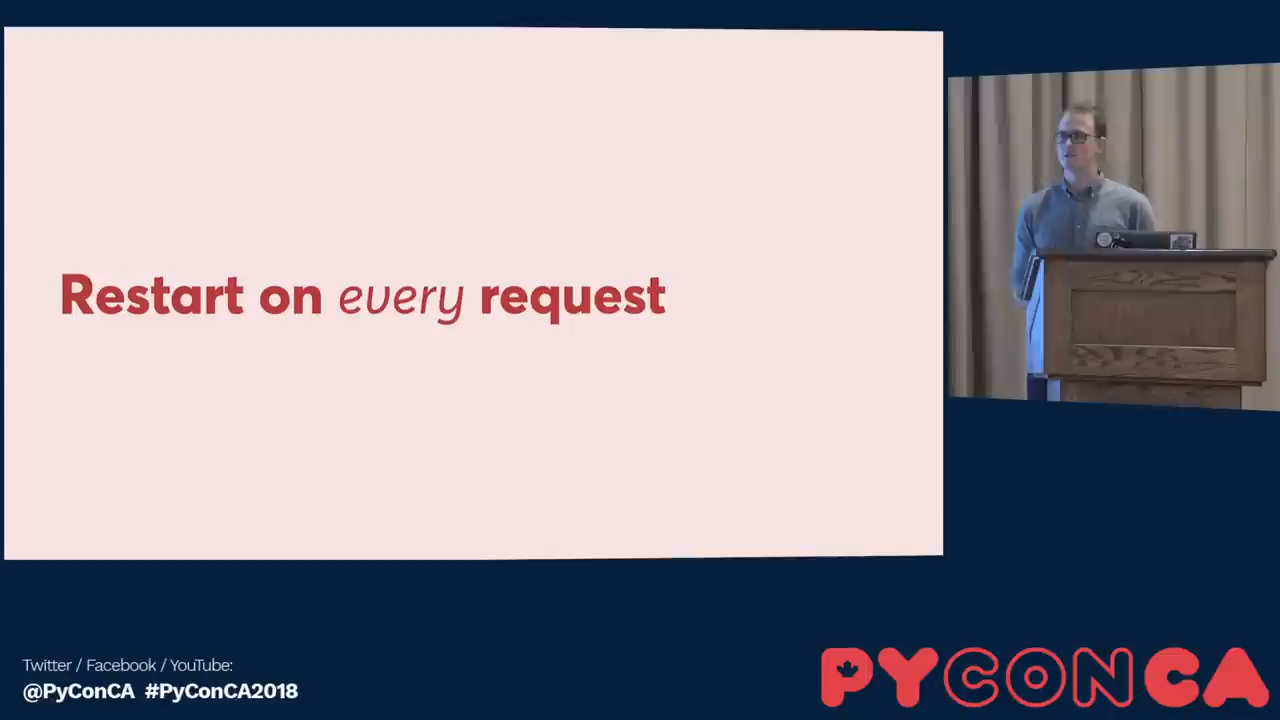 Restart on every request
Twitter / Facebook / YouTube:
@PyConCA #PyConCA2018
PYCONCA